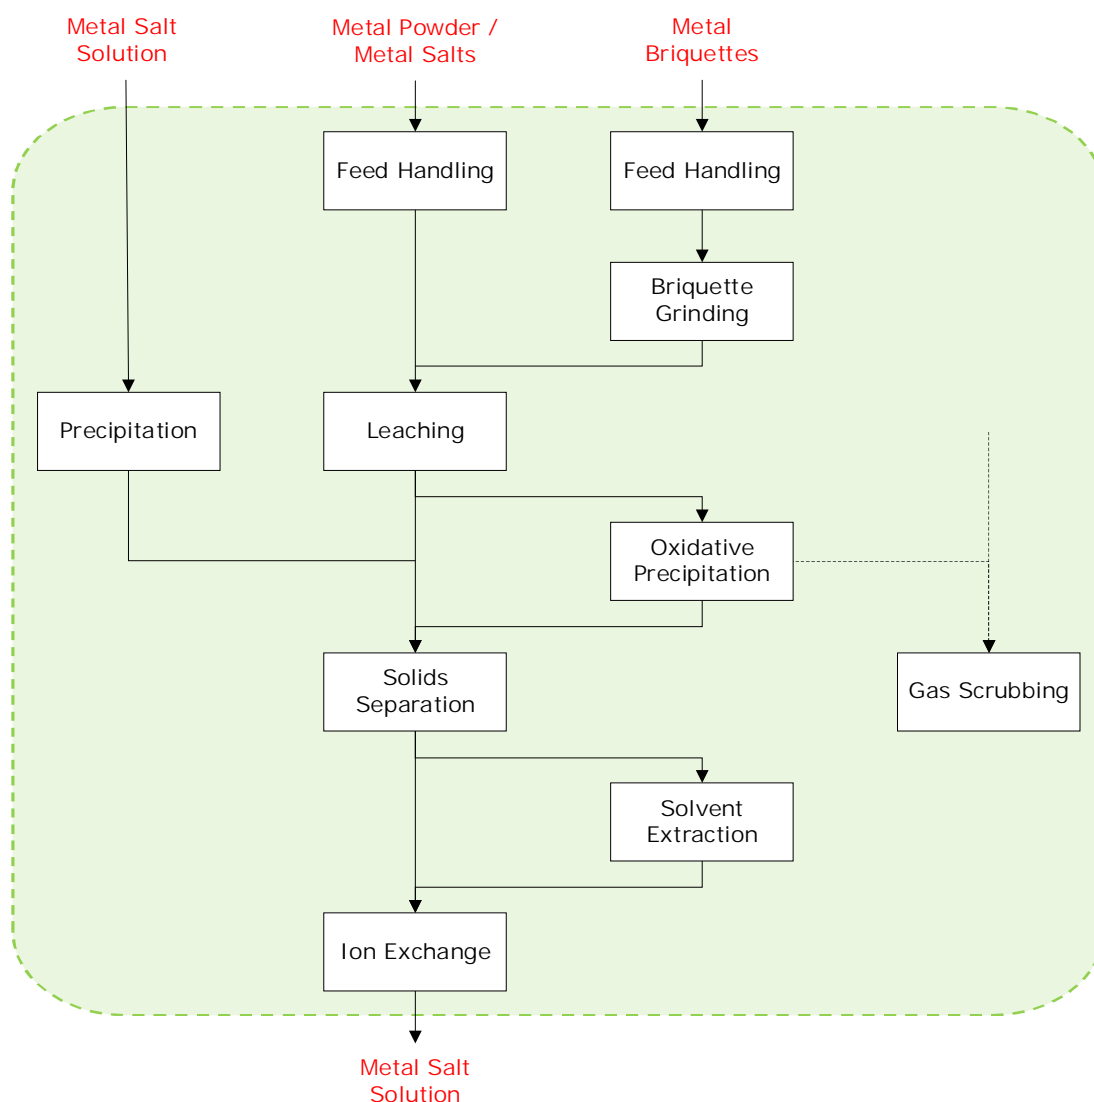 Metal Salt
Solution
Metal Powder /
Metal Salts
Metal
Briquettes
Feed Handling
Feed Handling
Briquette
Grinding
Precipitation
Leaching
Oxidative
Precipitation
Solids
Separation
Gas Scrubbing
Solvent
Extraction
Ion Exchange
Metal Salt
Solution